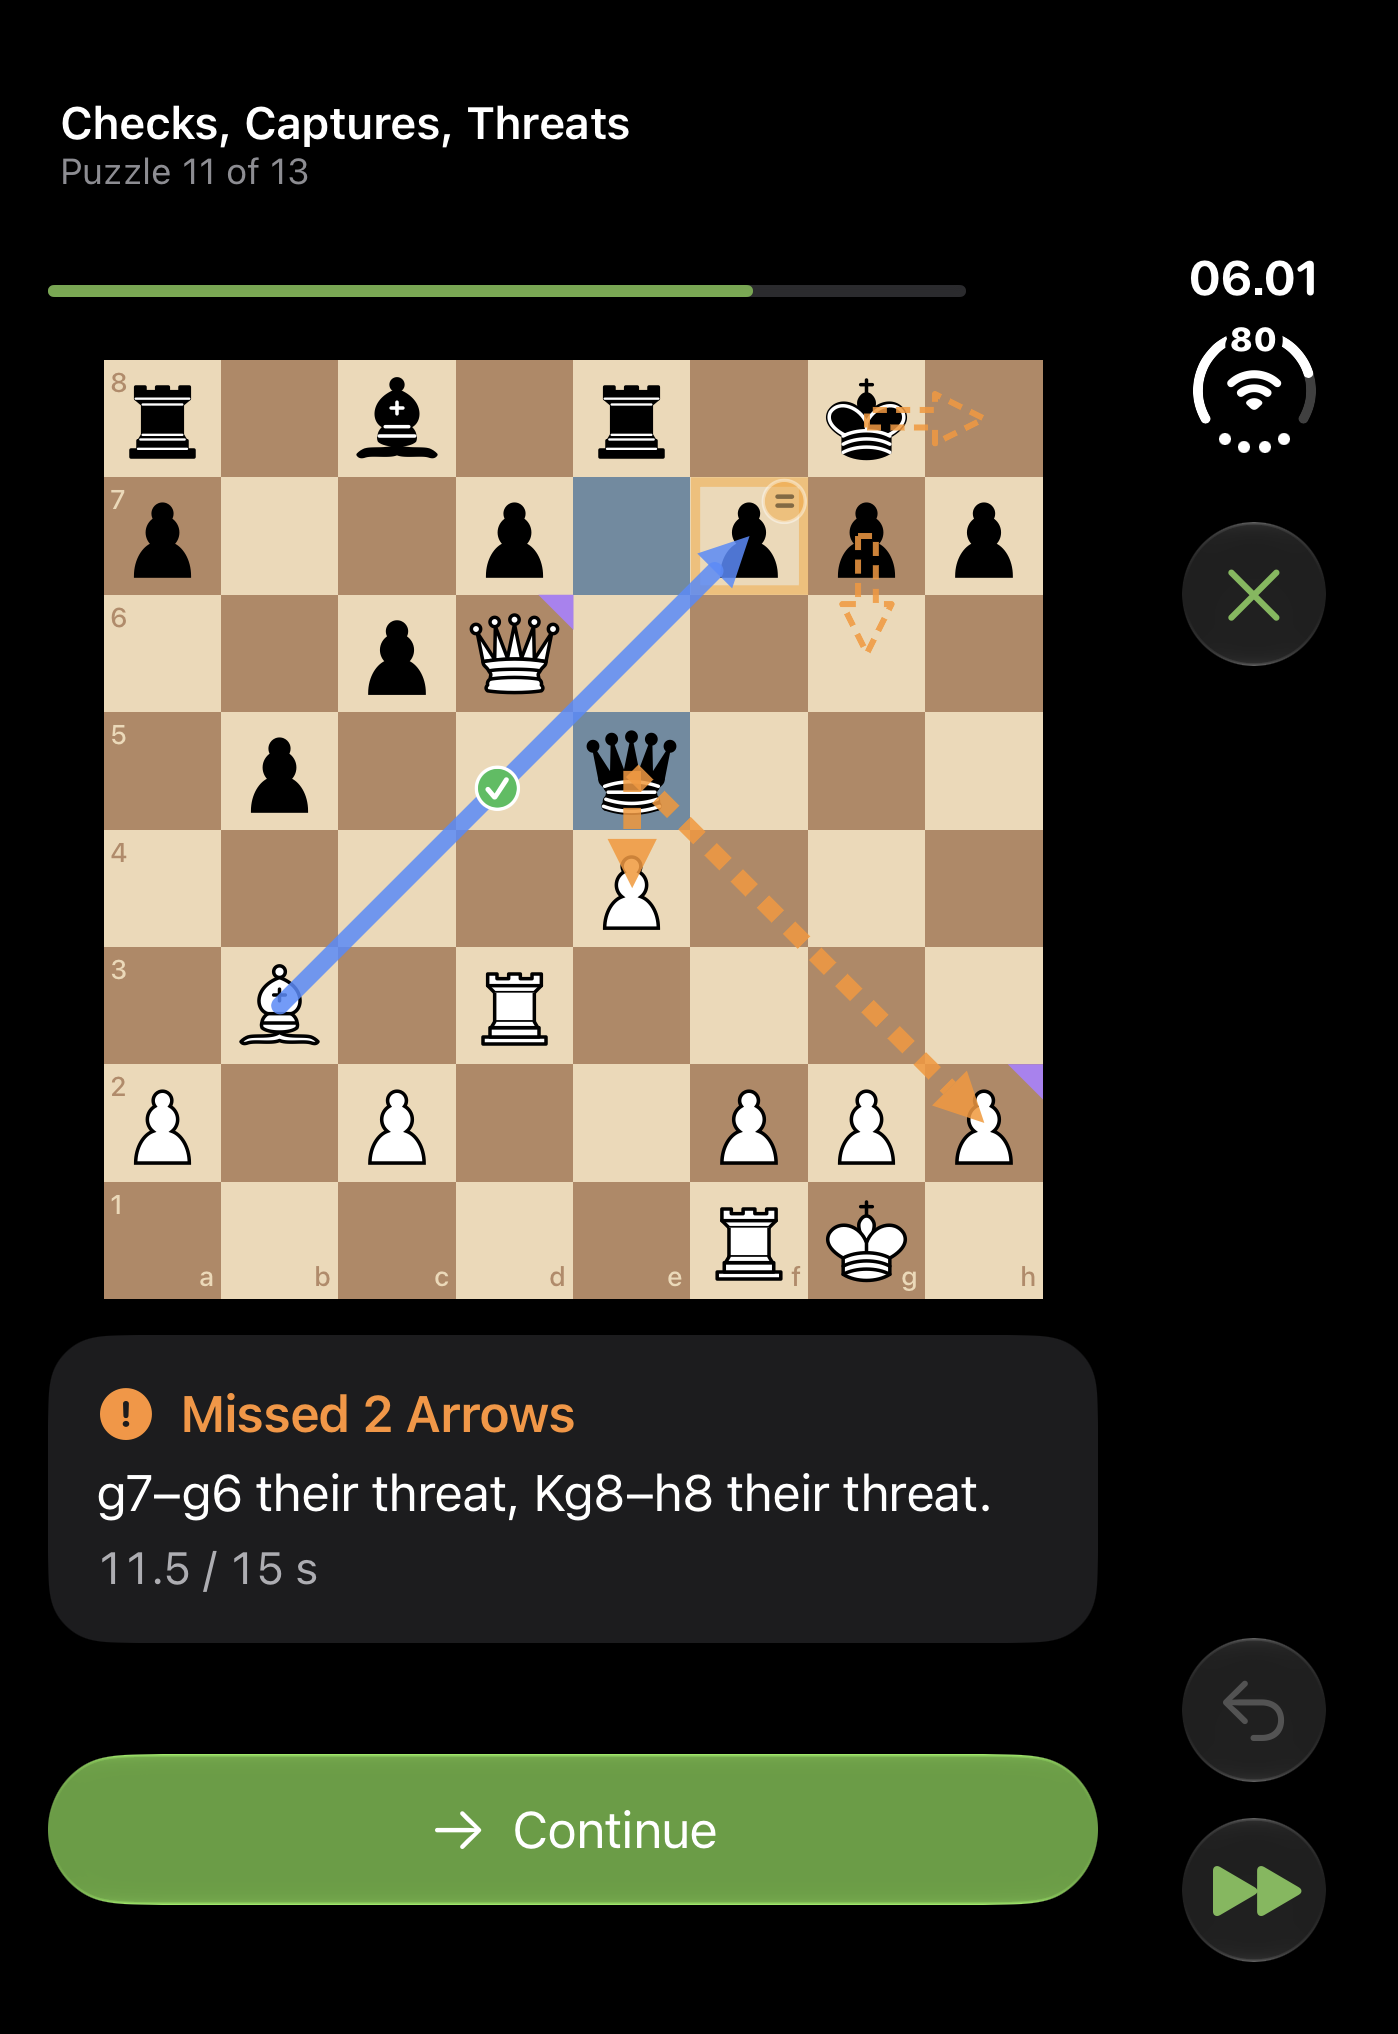 Checks, Captures, Threats
Puzzle 11 of 13
06.01
80
8
7
=
6
5
4
3
2
1
a b c d e f g h
! Missed 2 Arrows
g7–g6 their threat, Kg8–h8 their threat.
11.5 / 15 s
→ Continue